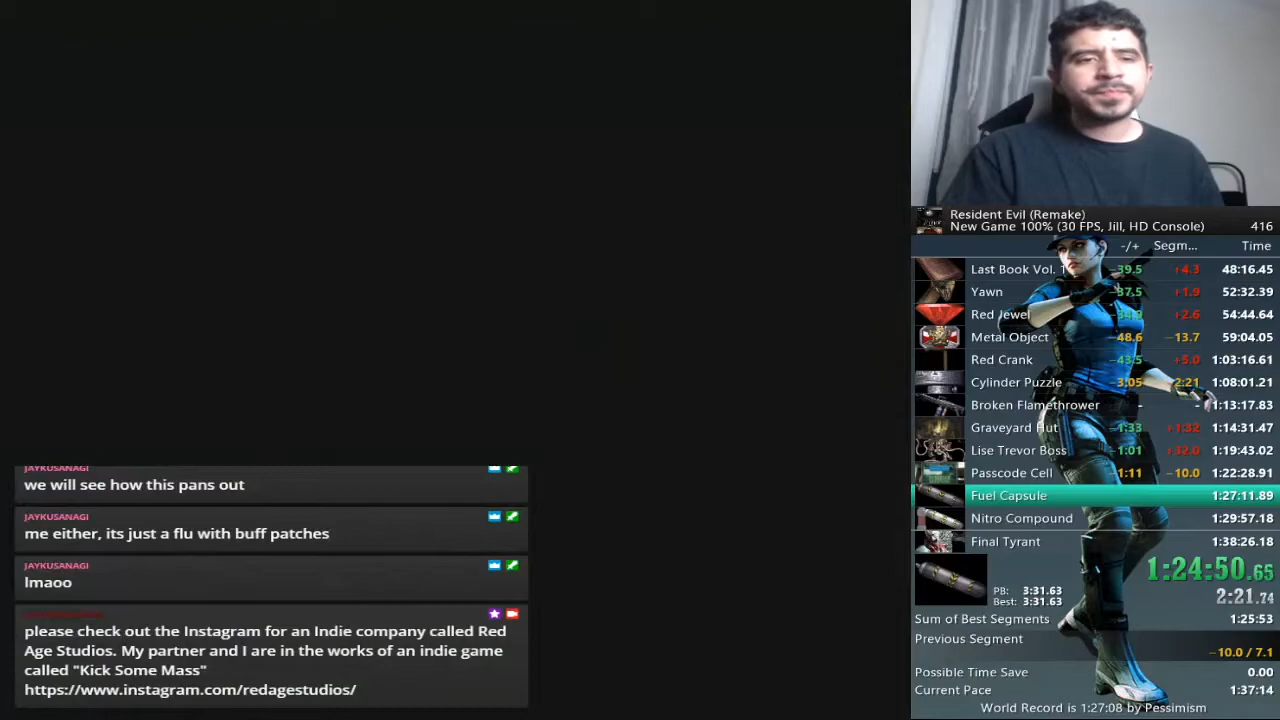 JAYKUSANAGI
we will see how this pans out
JAYKUSANAGI
me either, its just a flu with buff patches
JAYKUSANAGI
lmaoo
please check out the Instagram for an Indie company called Red
Age Studios. My partner and I are in the works of an indie game
called "Kick Some Mass"
https://www.instagram.com/redagestudios/
Resident Evil (Remake)
New Game 100% (30 FPS, Jill, HD Console) 416
-/+ Segm... Time
Last Book Vol. 1 −39.5 +4.3 48:16.45
Yawn −37.5 +1.9 52:32.39
Red Jewel +2.6 54:44.64
Metal Object −48.6 −13.7 59:04.05
Red Crank −43.5 +5.0 1:03:16.61
Cylinder Puzzle −3.05 2.21 1:08:01.21
Broken Flamethrower - - 1:13:17.83
Graveyard Hut −1:33 +1:32 1:14:31.47
Lise Trevor Boss −1:01 +32.0 1:19:43.02
Passcode Cell −1:11 −10.0 1:22:28.91
Fuel Capsule 1:27:11.89
Nitro Compound 1:29:57.18
Final Tyrant 1:38:26.18
1:24:50.65
PB: 3:31.63
Best: 3:31.63
2:21.74
Sum of Best Segments 1:25:53
Previous Segment
−10.0 / 7.1
Possible Time Save 0.00
Current Pace 1:37:14
World Record is 1:27:08 by Pessimism